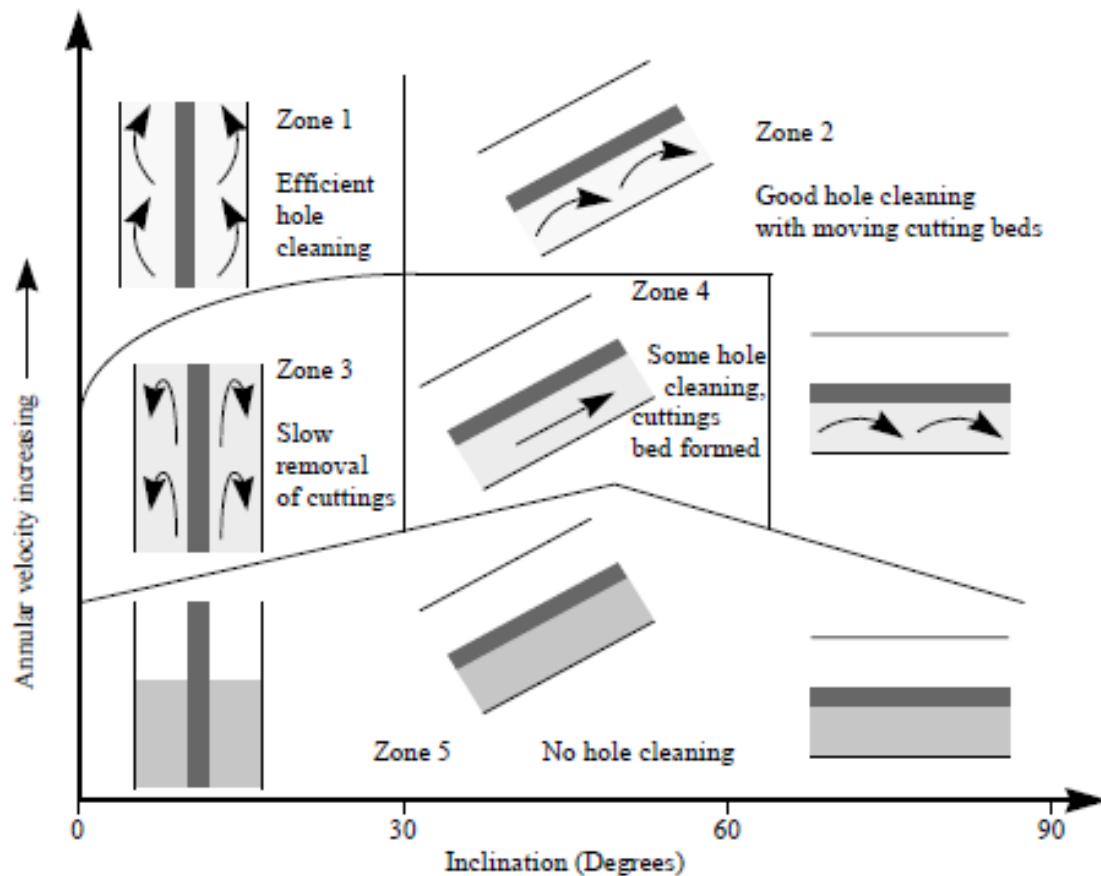 Zone 1
Efficient
hole
cleaning
Zone 2
Good hole cleaning
with moving cutting beds
Zone 3
Slow
removal
of cuttings
Zone 4
Some hole
cleaning,
cuttings
bed formed
Zone 5
No hole cleaning
Annular velocity increasing
0
30
60
90
Inclination (Degrees)